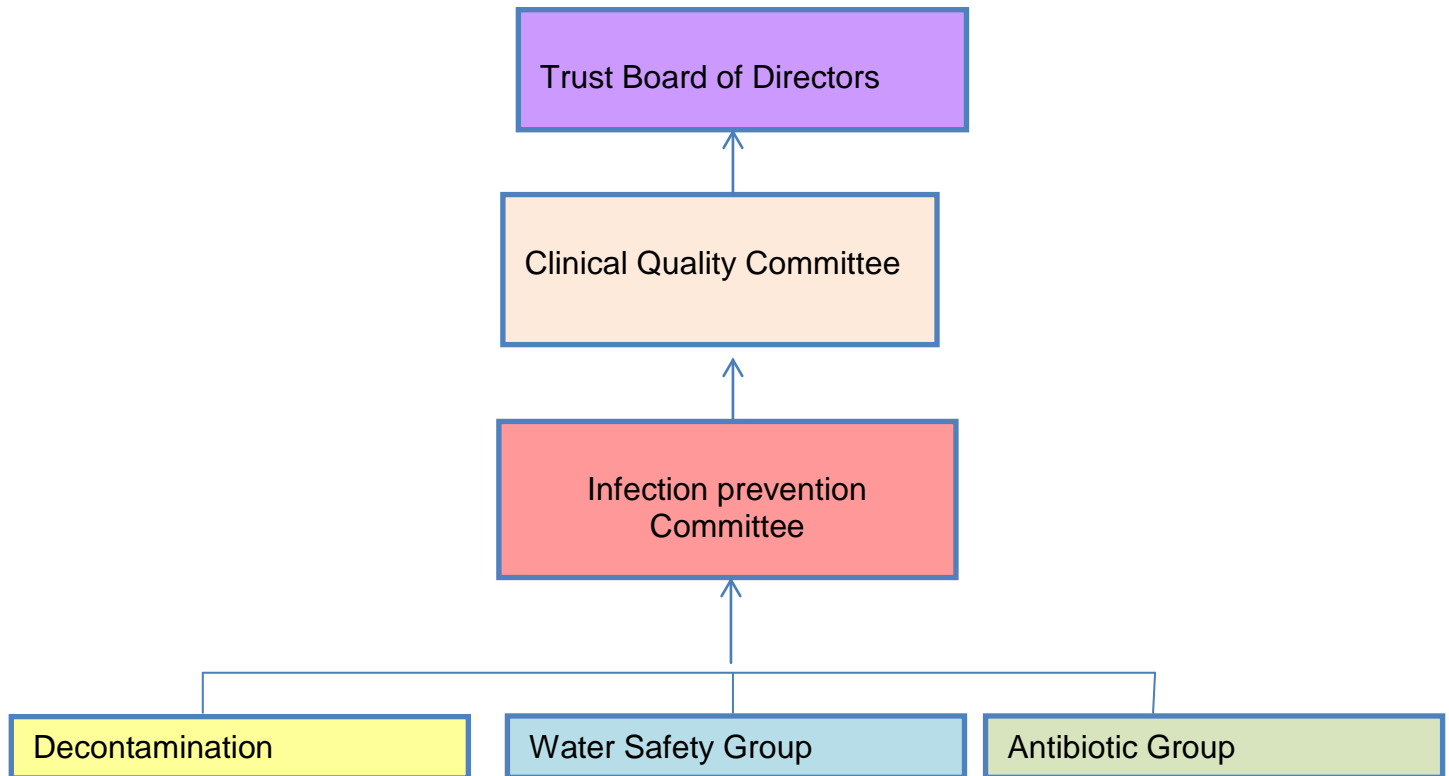 Trust Board of Directors
Clinical Quality Committee
Infection prevention
Committee
Decontamination
Water Safety Group
Antibiotic Group